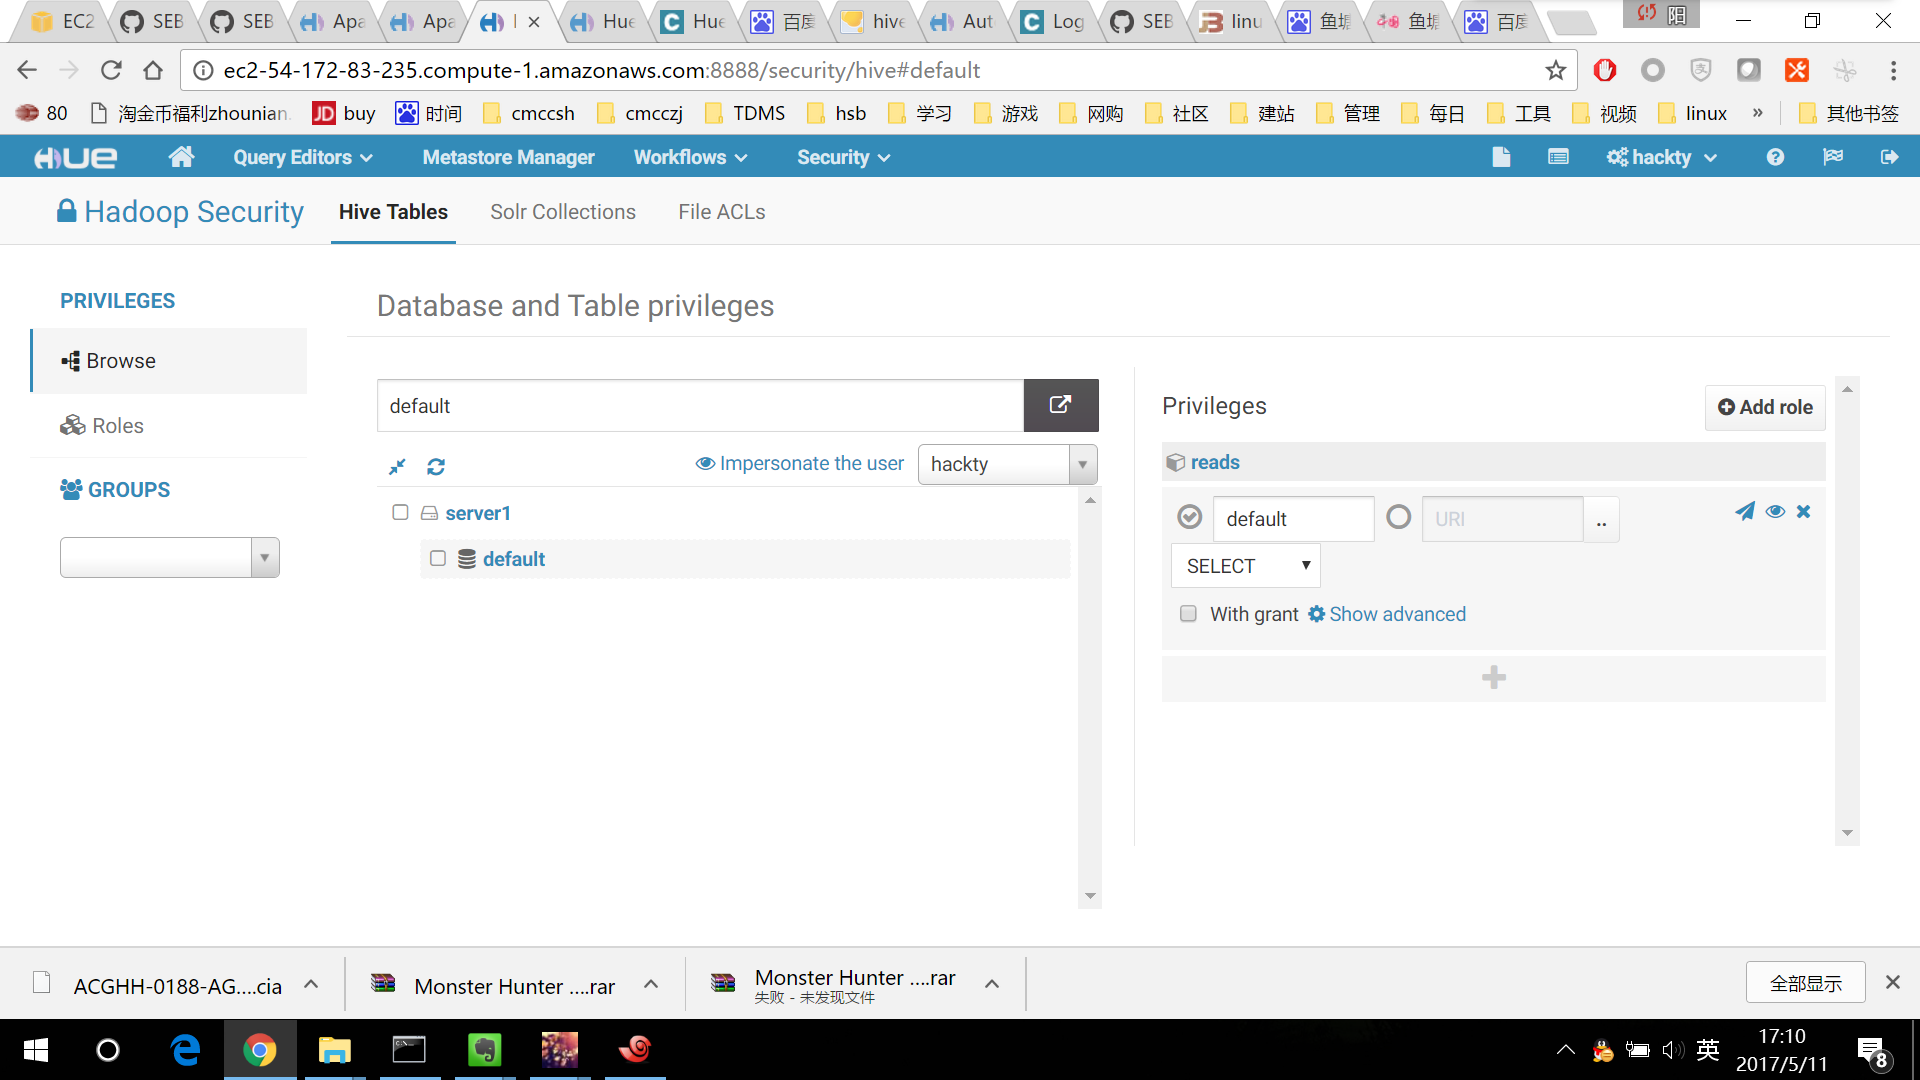 EC2 SEB SEB Apa Apa Hue Hue 百度 hive Aut Log SEB linu 鱼塘 鱼塘 百度 阳
ec2-54-172-83-235.compute-1.amazonaws.com:8888/security/hive#default
80 淘金币福利zhounian JD buy 时间 cmccsh cmcczj TDMS hsb 学习 游戏 网购 社区 建站 管理 每日 工具 视频 linux » 其他书签
HUE Query Editors Metastore Manager Workflows Security hackty
Hadoop Security Hive Tables Solr Collections File ACLs
PRIVILEGES
Browse
Roles
GROUPS
Database and Table privileges
default
Impersonate the user hackty
server1
default
Privileges Add role
reads
default URI ..
SELECT
With grant Show advanced
ACGHH-0188-AG....cia
Monster Hunter ....rar
Monster Hunter ....rar
失败 - 未发现文件
全部显示
英 17:10
2017/5/11 8